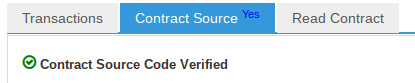 Transactions Contract Source Yes Read Contract
Contract Source Code Verified